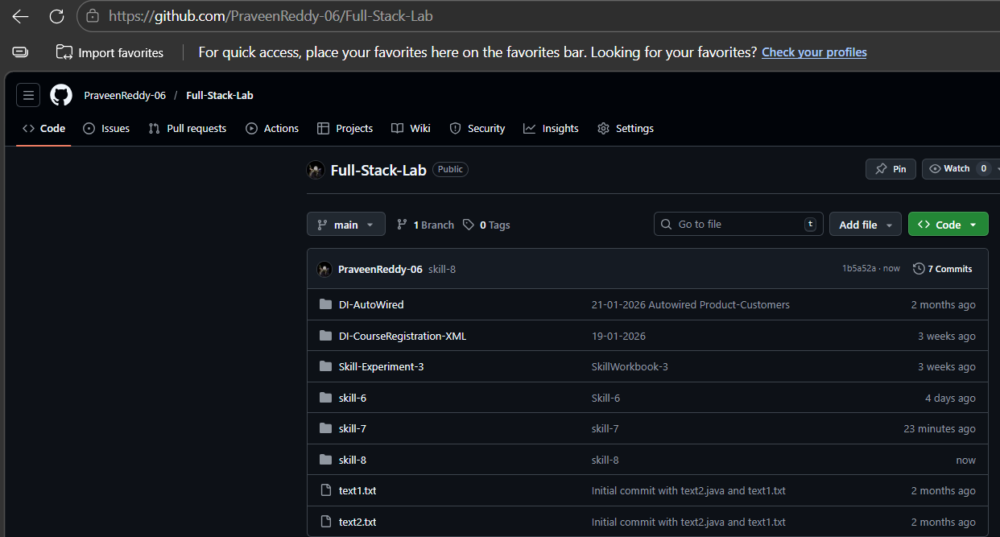 https://github.com/PraveenReddy-06/Full-Stack-Lab
Import favorites For quick access, place your favorites here on the favorites bar. Looking for your favorites? Check your profiles
PraveenReddy-06 / Full-Stack-Lab
Code Issues Pull requests Actions Projects Wiki Security Insights Settings
Full-Stack-Lab Public Pin Watch 0
main 1 Branch 0 Tags Go to file t Add file Code
PraveenReddy-06 skill-8 1b5a52a · now 7 Commits
DI-AutoWired 21-01-2026 Autowired Product-Customers 2 months ago
DI-CourseRegistration-XML 19-01-2026 3 weeks ago
Skill-Experiment-3 SkillWorkbook-3 3 weeks ago
skill-6 Skill-6 4 days ago
skill-7 skill-7 23 minutes ago
skill-8 skill-8 now
text1.txt Initial commit with text2.java and text1.txt 2 months ago
text2.txt Initial commit with text2.java and text1.txt 2 months ago